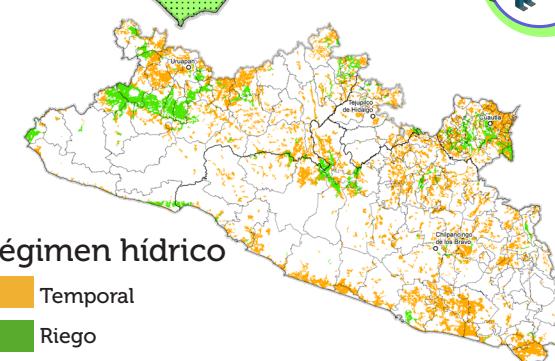 Uruapan
Tejupilco
de Hidalgo
Cuautla
Chilpancingo
de los Bravo
égimen hídrico
Temporal
Riego